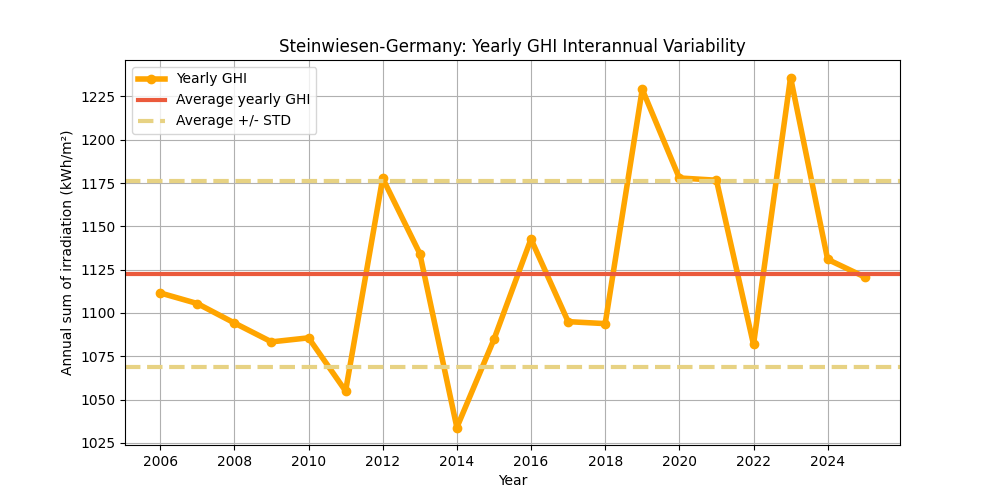 Steinwiesen-Germany: Yearly GHI Interannual Variability
Yearly GHI
Average yearly GHI
Average +/- STD
Annual sum of irradiation (kWh/m²)
1225
1200
1175
1150
1125
1100
1075
1050
1025
2006 2008 2010 2012 2014 2016 2018 2020 2022 2024
Year